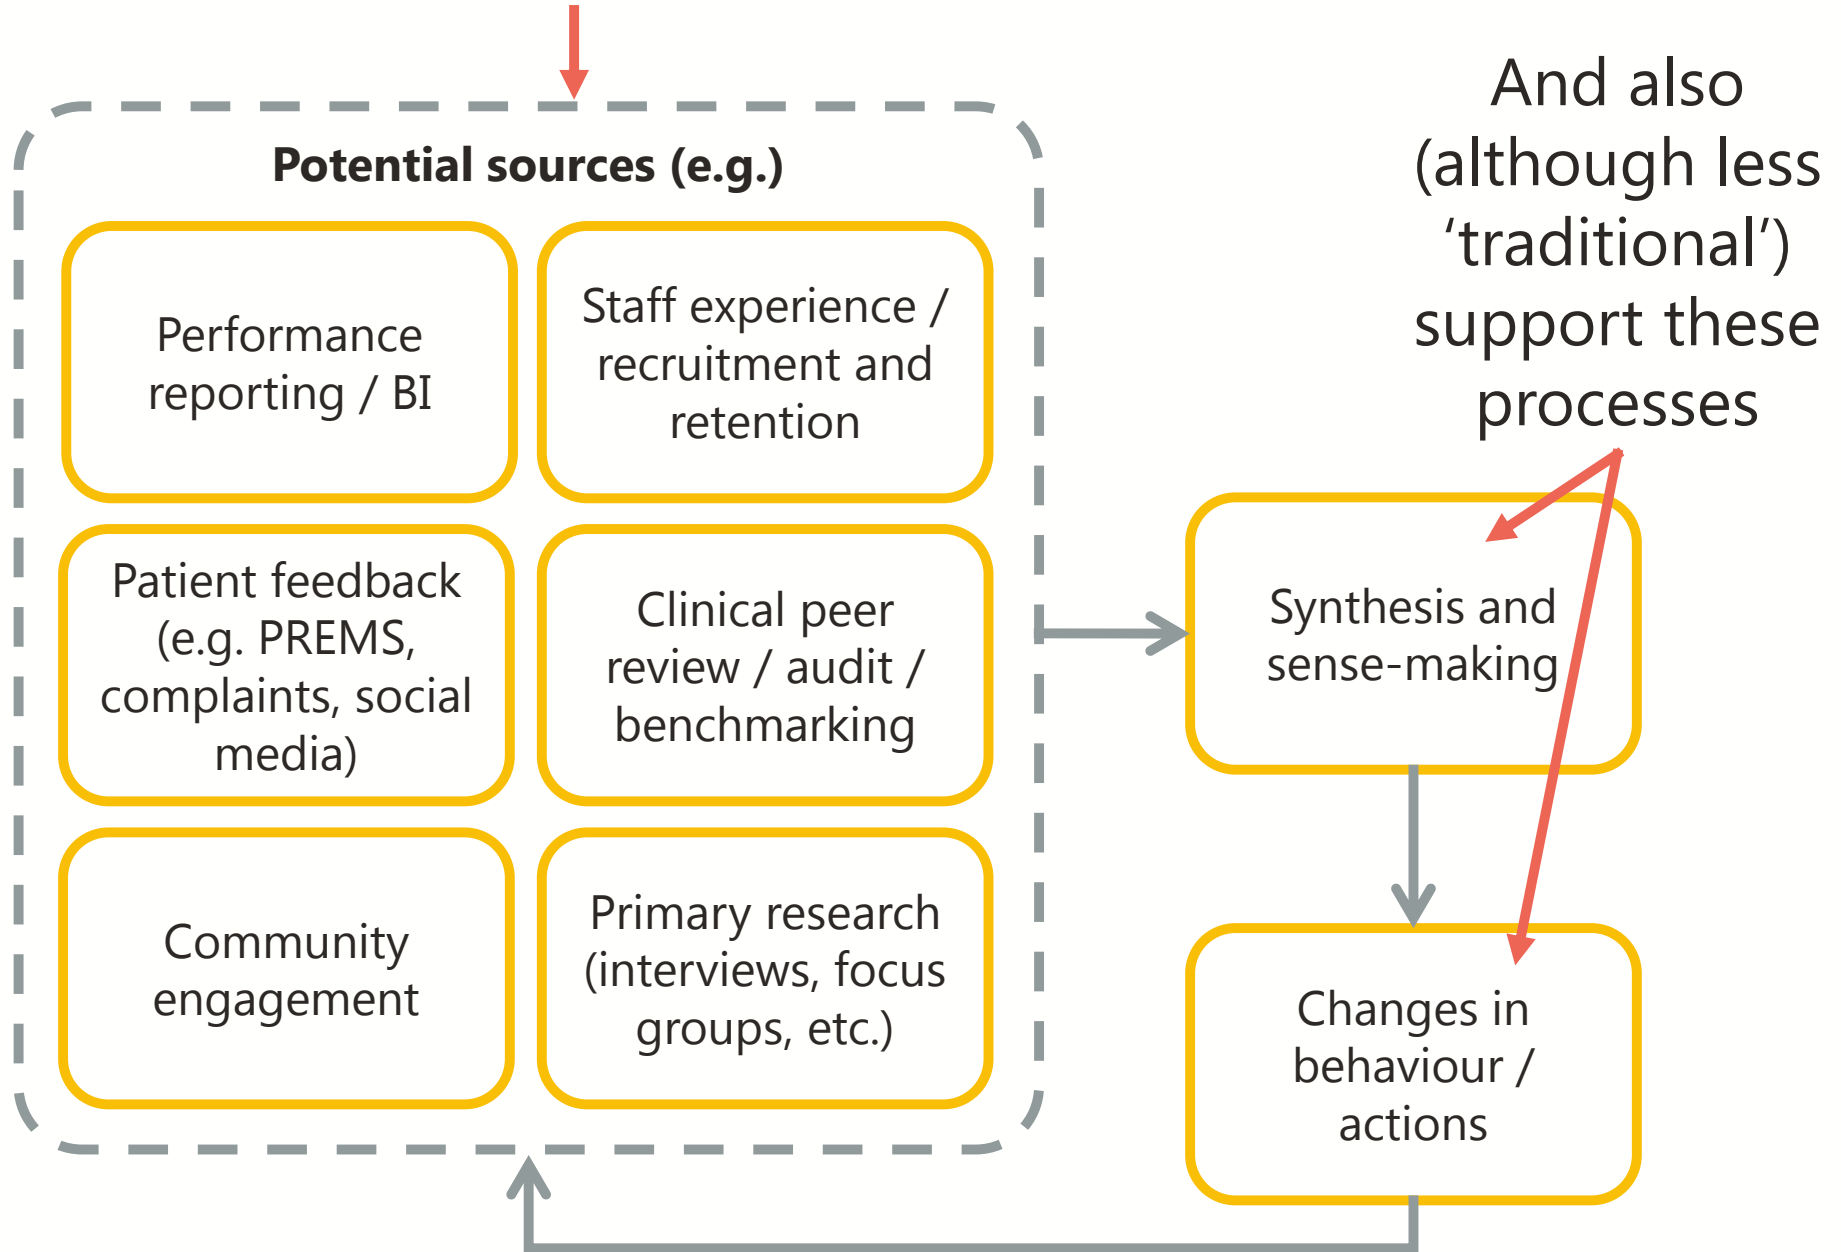 Potential sources (e.g.)
Performance
reporting / BI
Staff experience /
recruitment and
retention
Patient feedback
(e.g. PREMS,
complaints, social
media)
Clinical peer
review / audit /
benchmarking
Community
engagement
Primary research
(interviews, focus
groups, etc.)
And also
(although less
‘traditional’)
support these
processes
Synthesis and
sense-making
Changes in
behaviour /
actions